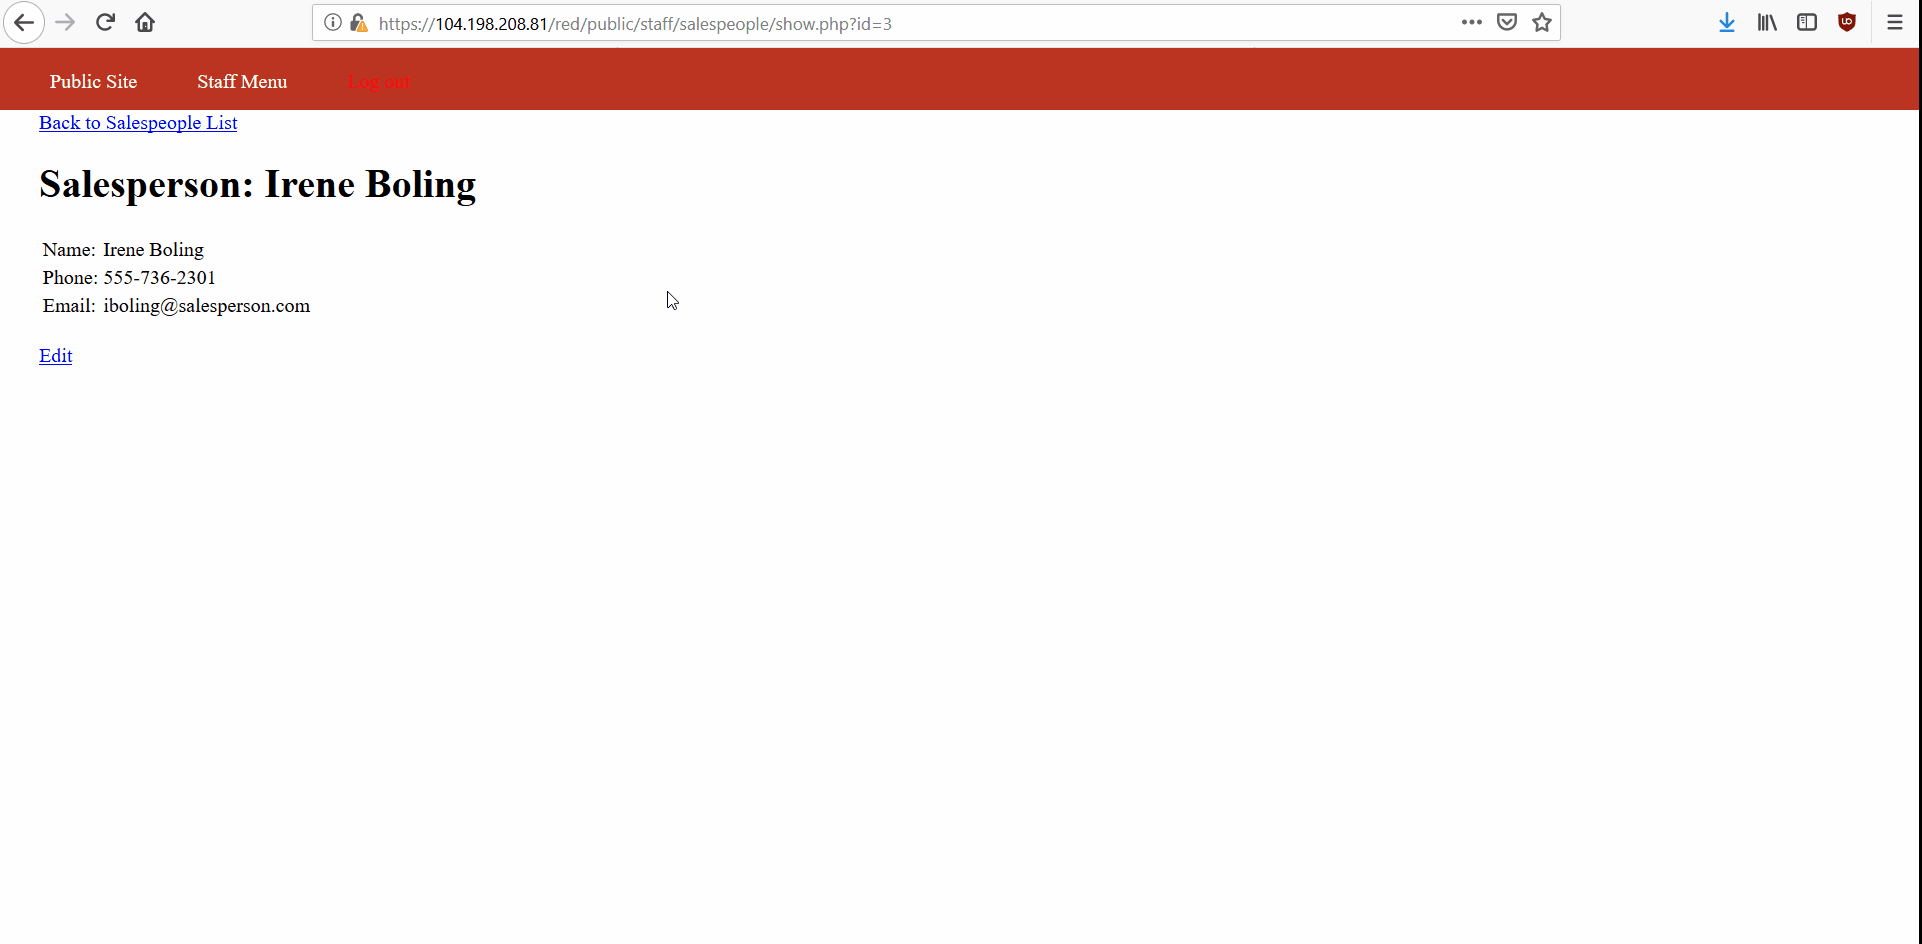 https://104.198.208.81/red/public/staff/salespeople/show.php?id=3
Public Site Staff Menu Log out
Back to Salespeople List
Salesperson: Irene Boling
Name: Irene Boling
Phone: 555-736-2301
Email: iboling@salesperson.com
Edit